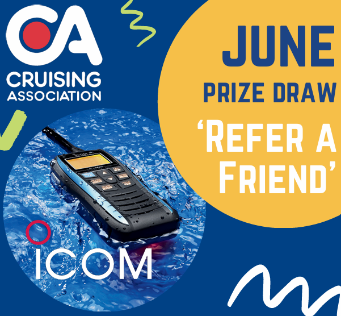 CA
CRUISING
ASSOCIATION
JUNE
PRIZE DRAW
‘REFER A
FRIEND’
ICOM